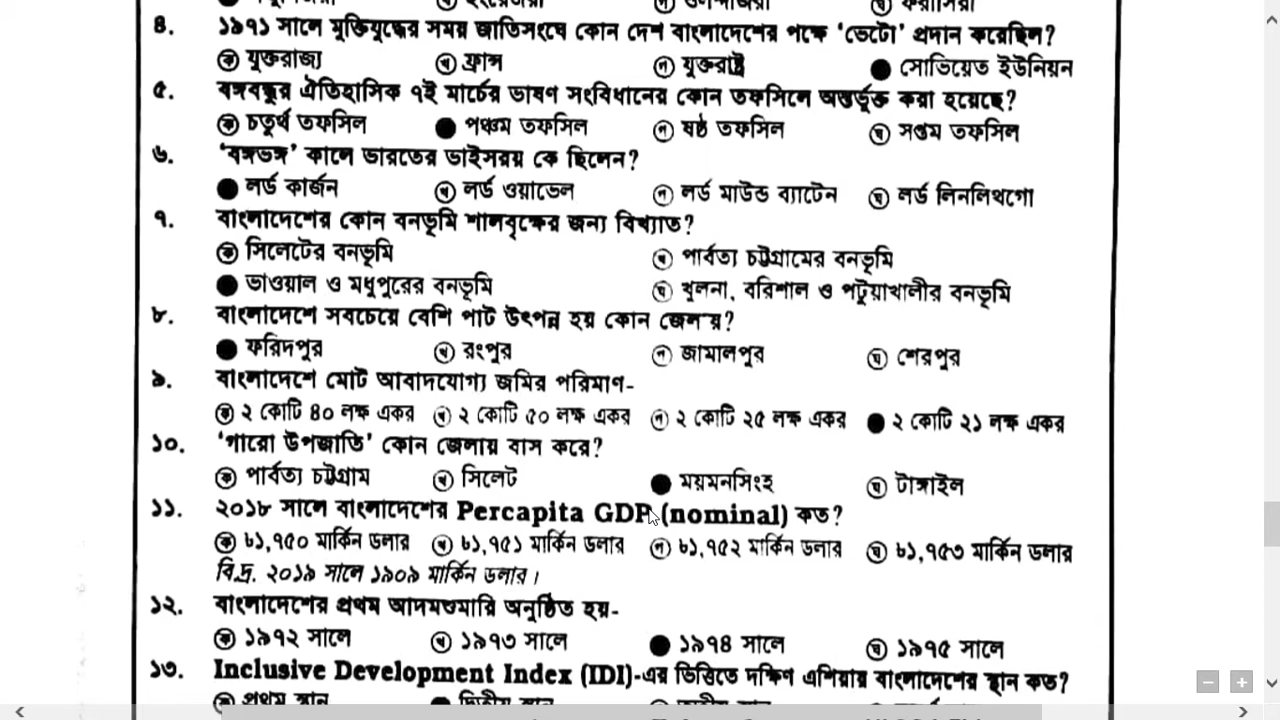 ৪. ১৯৭১ সালে মুক্তিযুদ্ধের সময় জাতিসংঘে কোন দেশ বাংলাদেশের পক্ষে 'ভেটো' প্রদান করেছিল?
ক যুক্তরাজ্য খ ফ্রান্স গ যুক্তরাষ্ট্র ● সোভিয়েত ইউনিয়ন
৫. বঙ্গবন্ধুর ঐতিহাসিক ৭ই মার্চের ভাষণ সংবিধানের কোন তফসিলে অন্তর্ভুক্ত করা হয়েছে?
ক চতুর্থ তফসিল ● পঞ্চম তফসিল গ ষষ্ঠ তফসিল ঘ সপ্তম তফসিল
৬. 'বঙ্গভঙ্গ' কালে ভারতের ভাইসরয় কে ছিলেন?
● লর্ড কার্জন খ লর্ড ওয়াভেল গ লর্ড মাউন্ড ব্যাটেন ঘ লর্ড লিনলিথগো
৭. বাংলাদেশের কোন বনভূমি শালবৃক্ষের জন্য বিখ্যাত?
ক সিলেটের বনভূমি খ পার্বত্য চট্টগ্রামের বনভূমি
● ভাওয়াল ও মধুপুরের বনভূমি ঘ খুলনা, বরিশাল ও পটুয়াখালীর বনভূমি
৮. বাংলাদেশে সবচেয়ে বেশি পাট উৎপন্ন হয় কোন জেলায়?
● ফরিদপুর খ রংপুর গ জামালপুর ঘ শেরপুর
৯. বাংলাদেশে মোট আবাদযোগ্য জমির পরিমাণ-
ক ২ কোটি ৪০ লক্ষ একর খ ২ কোটি ৫০ লক্ষ একর গ ২ কোটি ২৫ লক্ষ একর ● ২ কোটি ২১ লক্ষ একর
১০. 'গারো উপজাতি' কোন জেলায় বাস করে?
ক পার্বত্য চট্টগ্রাম খ সিলেট ● ময়মনসিংহ ঘ টাঙ্গাইল
১১. ২০১৮ সালে বাংলাদেশের Percapita GDP (nominal) কত?
ক ৳১,৭৫০ মার্কিন ডলার খ ৳১,৭৫১ মার্কিন ডলার গ ৳১,৭৫২ মার্কিন ডলার ঘ ৳১,৭৫৩ মার্কিন ডলার
বি.দ্র. ২০১৯ সালে ১৯০৯ মার্কিন ডলার।
১২. বাংলাদেশের প্রথম আদমশুমারি অনুষ্ঠিত হয়-
ক ১৯৭২ সালে খ ১৯৭৩ সালে ● ১৯৭৪ সালে ঘ ১৯৭৫ সালে
১৩. Inclusive Development Index (IDI)-এর ভিত্তিতে দক্ষিণ এশিয়ায় বাংলাদেশের স্থান কত?
ক প্রথম স্থান ● দ্বিতীয় স্থান